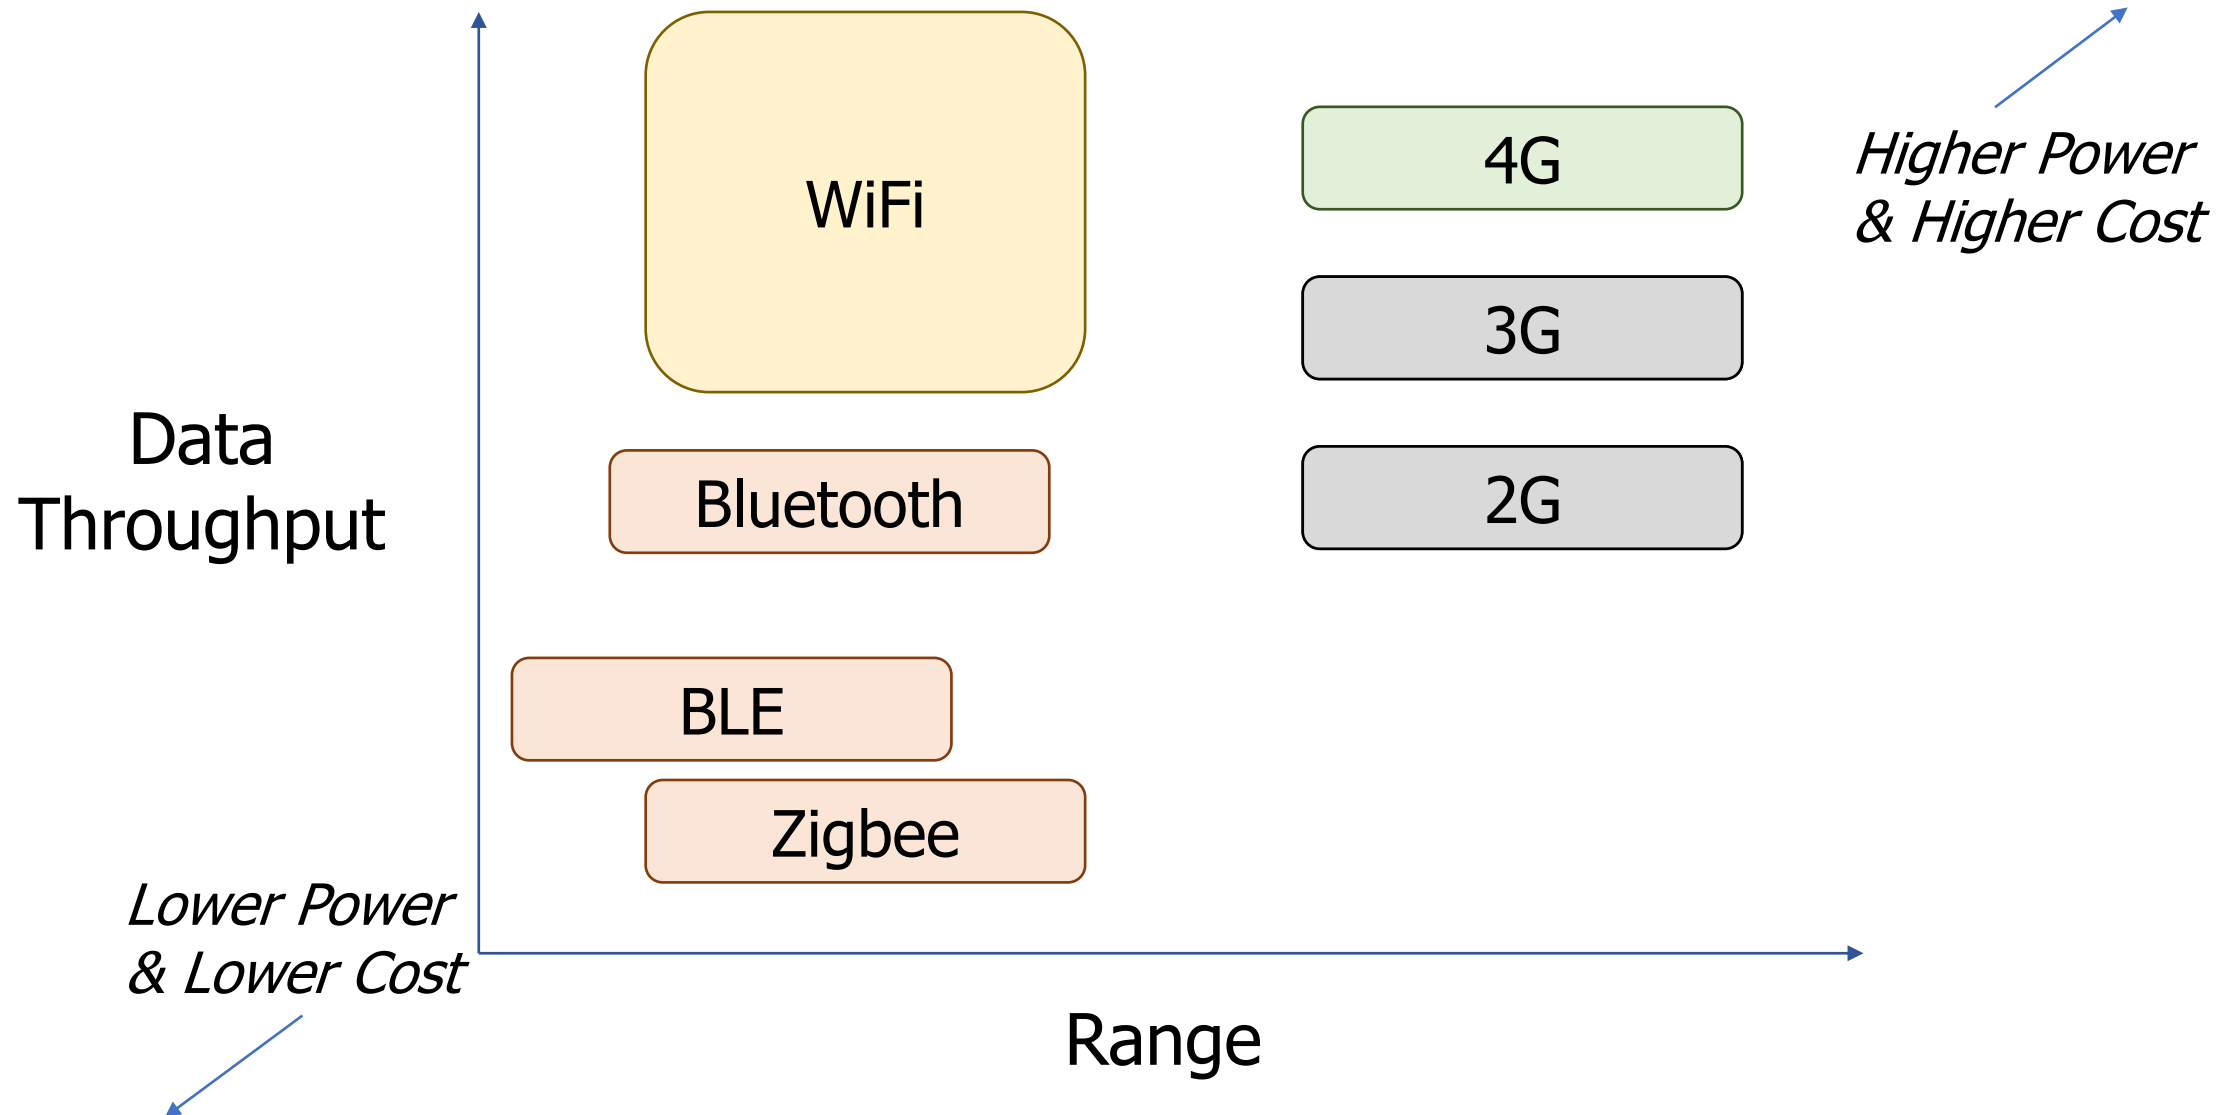 WiFi
4G
Higher Power
& Higher Cost
3G
Data
Throughput
Bluetooth
2G
BLE
Zigbee
Lower Power
& Lower Cost
Range